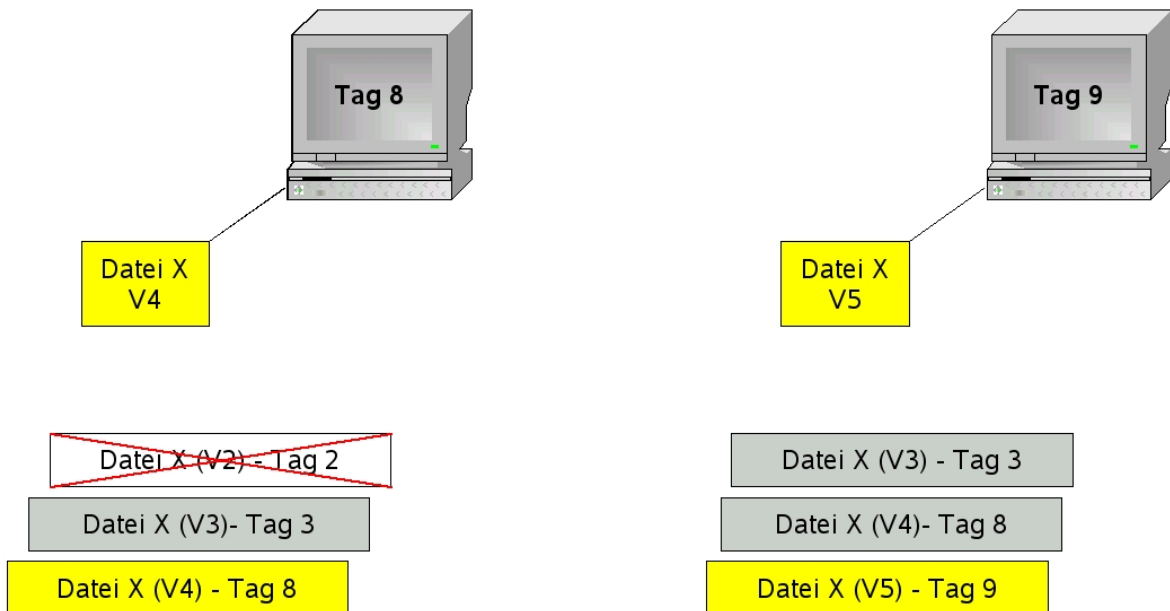 Tag 8
Datei X
V4
Datei X (V2) - Tag 2
Datei X (V3)- Tag 3
Datei X (V4) - Tag 8
Tag 9
Datei X
V5
Datei X (V3) - Tag 3
Datei X (V4)- Tag 8
Datei X (V5) - Tag 9